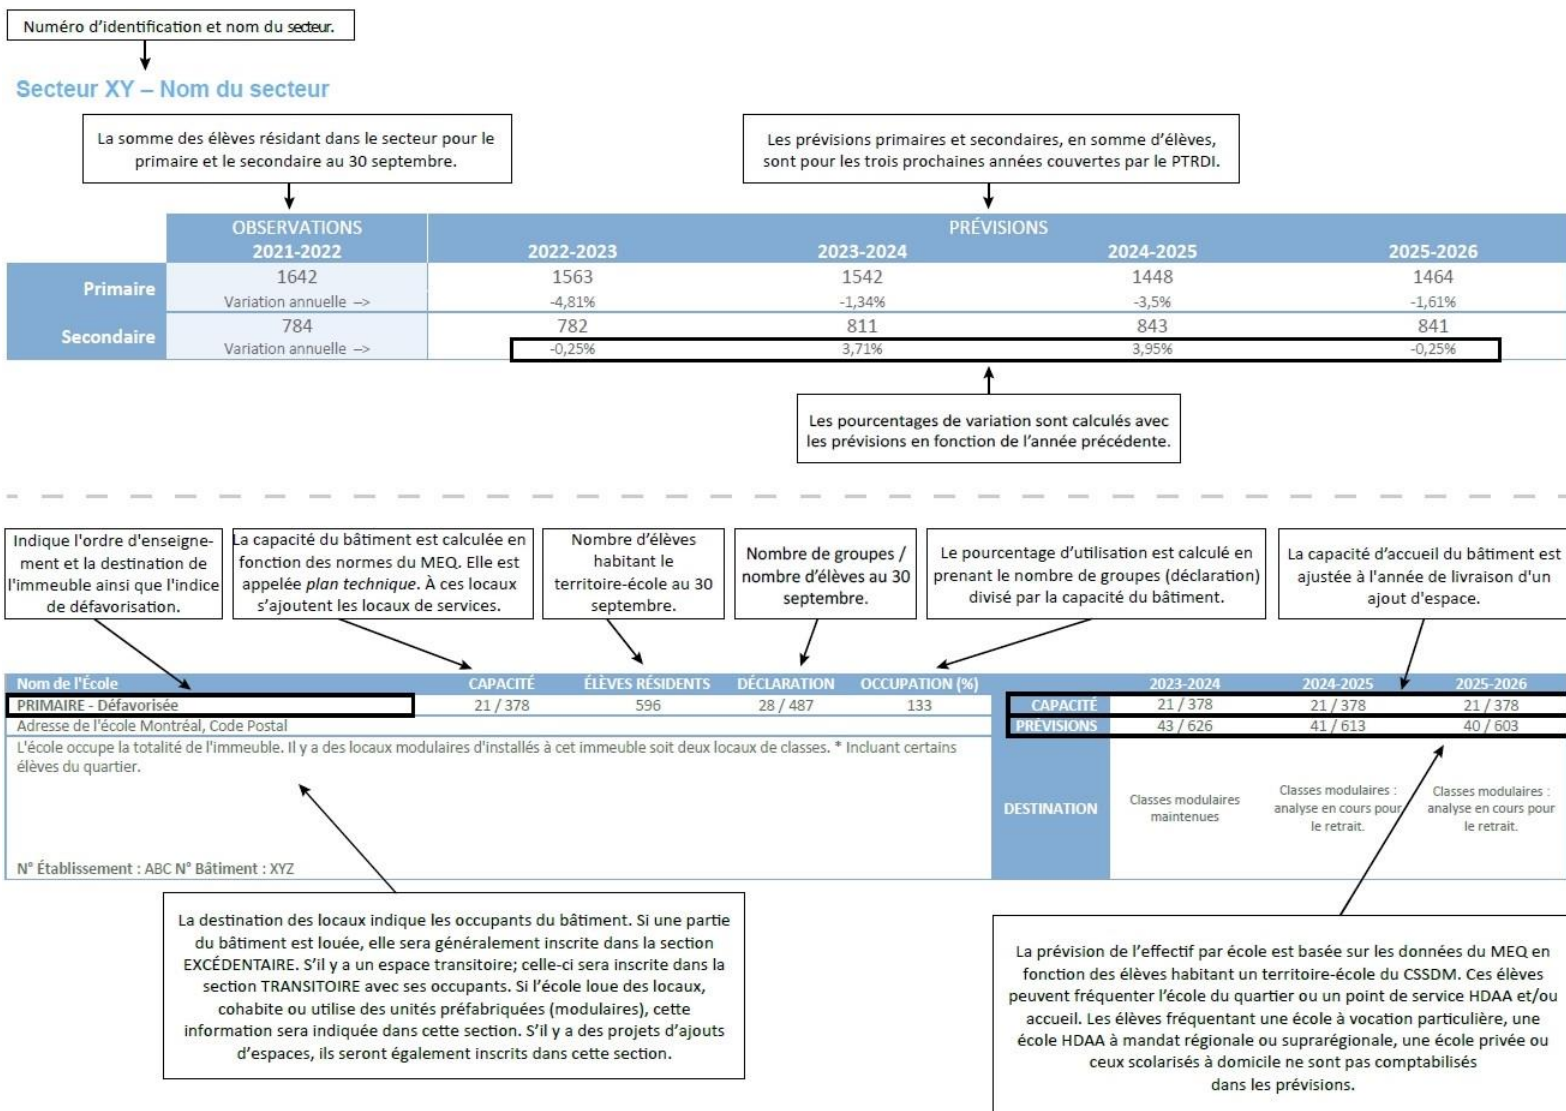 Numéro d'identification et nom du secteur.
Secteur XY – Nom du secteur
La somme des élèves résidant dans le secteur pour le
primaire et le secondaire au 30 septembre.
Les prévisions primaires et secondaires, en somme d'élèves,
sont pour les trois prochaines années couvertes par le PTRDI.
OBSERVATIONS PRÉVISIONS
2021-2022 2022-2023 2023-2024 2024-2025 2025-2026
Primaire 1642 1563 1542 1448 1464
Variation annuelle --> -4,81% -1,34% -3,5% -1,61%
Secondaire 784 782 811 843 841
Variation annuelle --> -0,25% 3,71% 3,95% -0,25%
Les pourcentages de variation sont calculés avec
les prévisions en fonction de l'année précédente.
Indique l'ordre d'enseigne-
ment et la destination de
l'immeuble ainsi que l'indice
de défavorisation.
La capacité du bâtiment est calculée en
fonction des normes du MEQ. Elle est
appelée plan technique. À ces locaux
s'ajoutent les locaux de services.
Nombre d'élèves
habitant le
territoire-école au 30
septembre.
Nombre de groupes /
nombre d'élèves au 30
septembre.
Le pourcentage d'utilisation est calculé en
prenant le nombre de groupes (déclaration)
divisé par la capacité du bâtiment.
La capacité d'accueil du bâtiment est
ajustée à l'année de livraison d'un
ajout d'espace.
Nom de l'École CAPACITÉ ÉLÈVES RÉSIDENTS DÉCLARATION OCCUPATION (%)
PRIMAIRE - Défavorisée 21 / 378 596 28 / 487 133
Adresse de l'école Montréal, Code Postal
L'école occupe la totalité de l'immeuble. Il y a des locaux modulaires d'installés à cet immeuble soit deux locaux de classes. * Incluant certains
élèves du quartier.
N° Établissement : ABC N° Bâtiment : XYZ
2023-2024 2024-2025 2025-2026
CAPACITÉ 21 / 378 21 / 378 21 / 378
PRÉVISIONS 43 / 626 41 / 613 40 / 603
DESTINATION
Classes modulaires
maintenues
Classes modulaires :
analyse en cours pour
le retrait.
Classes modulaires :
analyse en cours pour
le retrait.
La destination des locaux indique les occupants du bâtiment. Si une partie
du bâtiment est louée, elle sera généralement inscrite dans la section
EXCÉDENTAIRE. S'il y a un espace transitoire; celle-ci sera inscrite dans la
section TRANSITOIRE avec ses occupants. Si l'école loue des locaux,
cohabite ou utilise des unités préfabriquées (modulaires), cette
information sera indiquée dans cette section. S'il y a des projets d'ajouts
d'espaces, ils seront également inscrits dans cette section.
La prévision de l'effectif par école est basée sur les données du MEQ en
fonction des élèves habitant un territoire-école du CSSDM. Ces élèves
peuvent fréquenter l'école du quartier ou un point de service HDAA et/ou
accueil. Les élèves fréquentant une école à vocation particulière, une
école HDAA à mandat régionale ou suprarégionale, une école privée ou
ceux scolarisés à domicile ne sont pas comptabilisés
dans les prévisions.